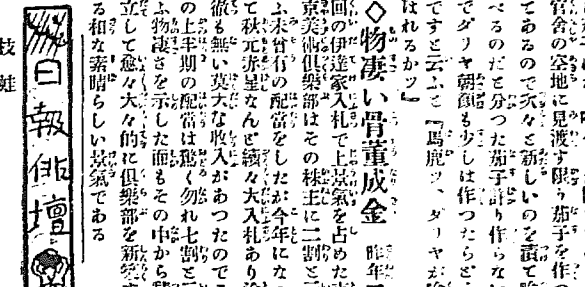 官舎の空地に見渡す限り茄子を作つ
てあるので次々と新しいのを漬て
べるのだと分つた茄子許り作らな
でダリヤ朝顔も少しは作つたらど
ですと云ふと『馬鹿ッ、ダリヤが
はれるかッ』
◇物凄い骨董成金 昨年
回の伊達家入札で上景氣を占めた
京美術倶樂部はその株主に二割と
ふ未曾有の配當をしたが今年にな
て秋元赤星なんど續々大入札あり
徹も無い莫大な收入があつたので
の上半期の配當は驚く勿れ七割と
ふ物凄さを示した面もその中から
立して愈々大々的に倶樂部を新築
る和な素晴らしい景氣である
日報俳壇